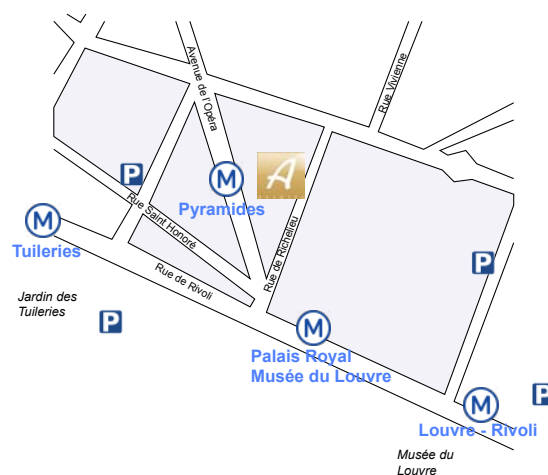 Avenue de l'Opéra
Rue Vivienne
P
M
A
Pyramides
Rue Saint Honoré
M
Tuileries
Rue de Richelieu
P
Rue de Rivoli
Jardin des
Tuileries
P
M
Palais Royal
Musée du Louvre
P
M
Louvre - Rivoli
Musée du
Louvre